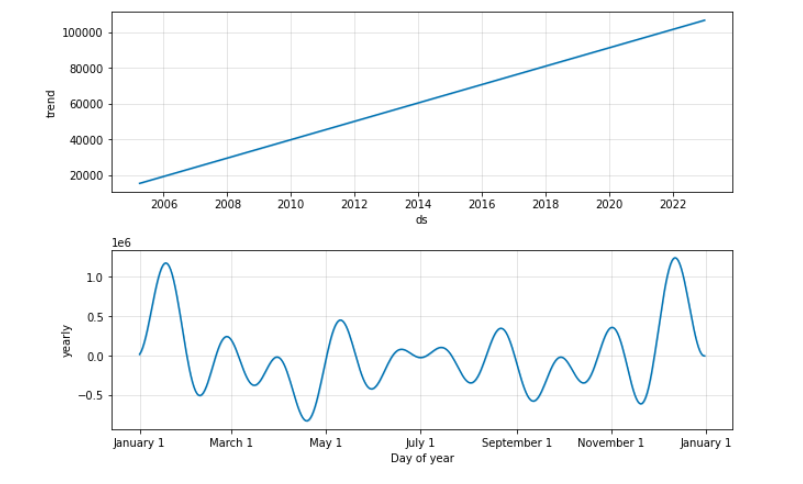 100000
80000
60000
40000
20000
trend
2006 2008 2010 2012 2014 2016 2018 2020 2022
ds
1e6
1.0
0.5
0.0
−0.5
yearly
January 1 March 1 May 1 July 1 September 1 November 1 January 1
Day of year